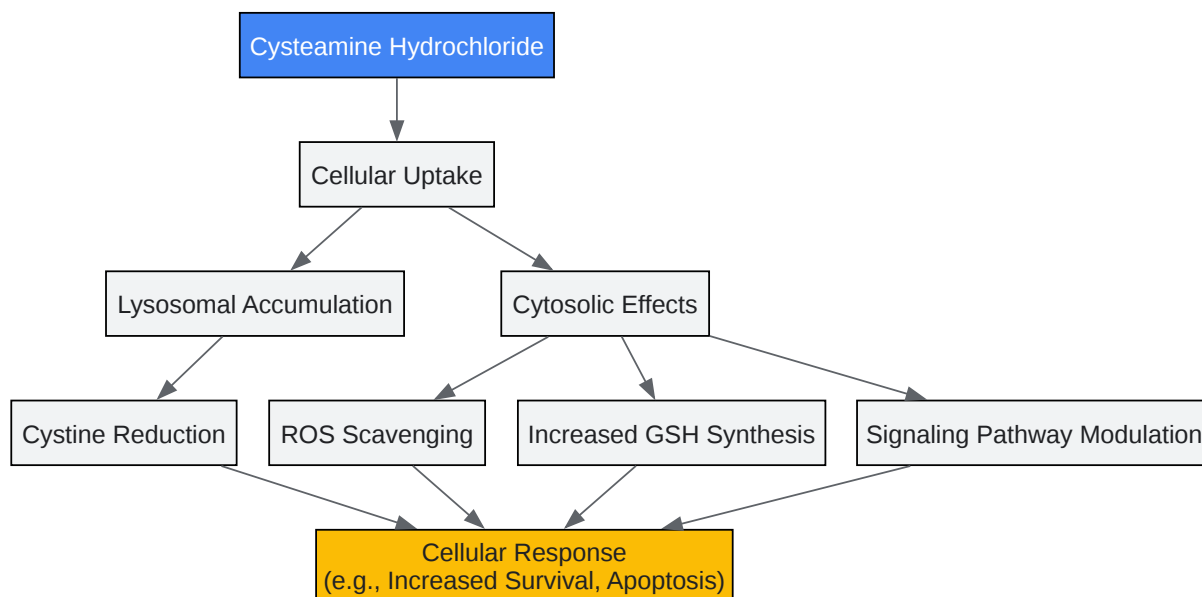 Cysteamine Hydrochloride
Cellular Uptake
Lysosomal Accumulation
Cytosolic Effects
Cystine Reduction
ROS Scavenging
Increased GSH Synthesis
Signaling Pathway Modulation
Cellular Response
(e.g., Increased Survival, Apoptosis)